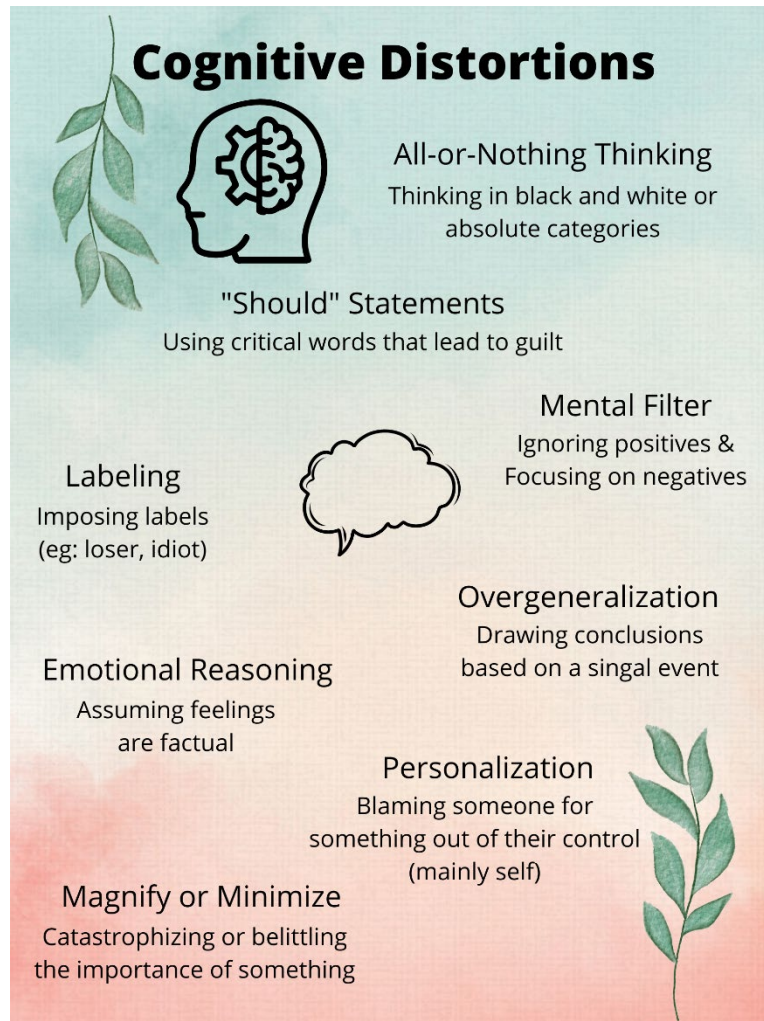 Cognitive Distortions
All-or-Nothing Thinking
Thinking in black and white or
absolute categories
"Should" Statements
Using critical words that lead to guilt
Mental Filter
Ignoring positives &
Focusing on negatives
Labeling
Imposing labels
(eg: loser, idiot)
Overgeneralization
Drawing conclusions
based on a singal event
Emotional Reasoning
Assuming feelings
are factual
Personalization
Blaming someone for
something out of their control
(mainly self)
Magnify or Minimize
Catastrophizing or belittling
the importance of something